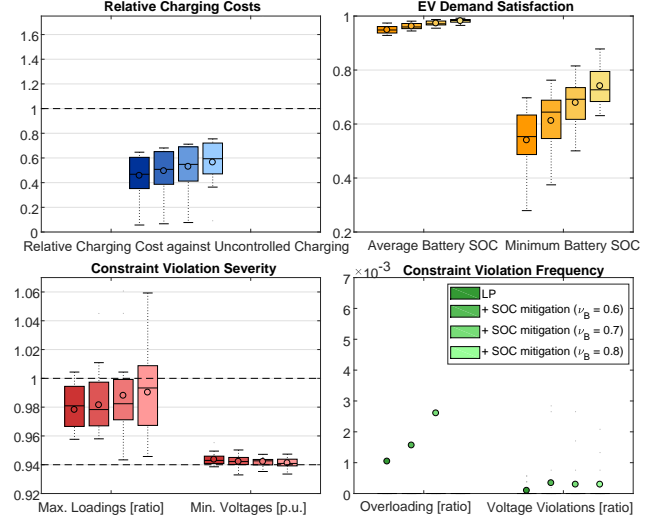 Relative Charging Costs
1.6
1.4
1.2
1
0.8
0.6
0.4
0.2
0
Relative Charging Cost against Uncontrolled Charging
EV Demand Satisfaction
1
0.8
0.6
0.4
0.2
Average Battery SOC
Minimum Battery SOC
Constraint Violation Severity
1.06
1.04
1.02
1
0.98
0.96
0.94
0.92
Max. Loadings [ratio]
Min. Voltages [p.u.]
Constraint Violation Frequency
×10⁻³
7
6
5
4
3
2
1
0
LP
+ SOC mitigation (ν_B = 0.6)
+ SOC mitigation (ν_B = 0.7)
+ SOC mitigation (ν_B = 0.8)
Overloading [ratio]
Voltage Violations [ratio]